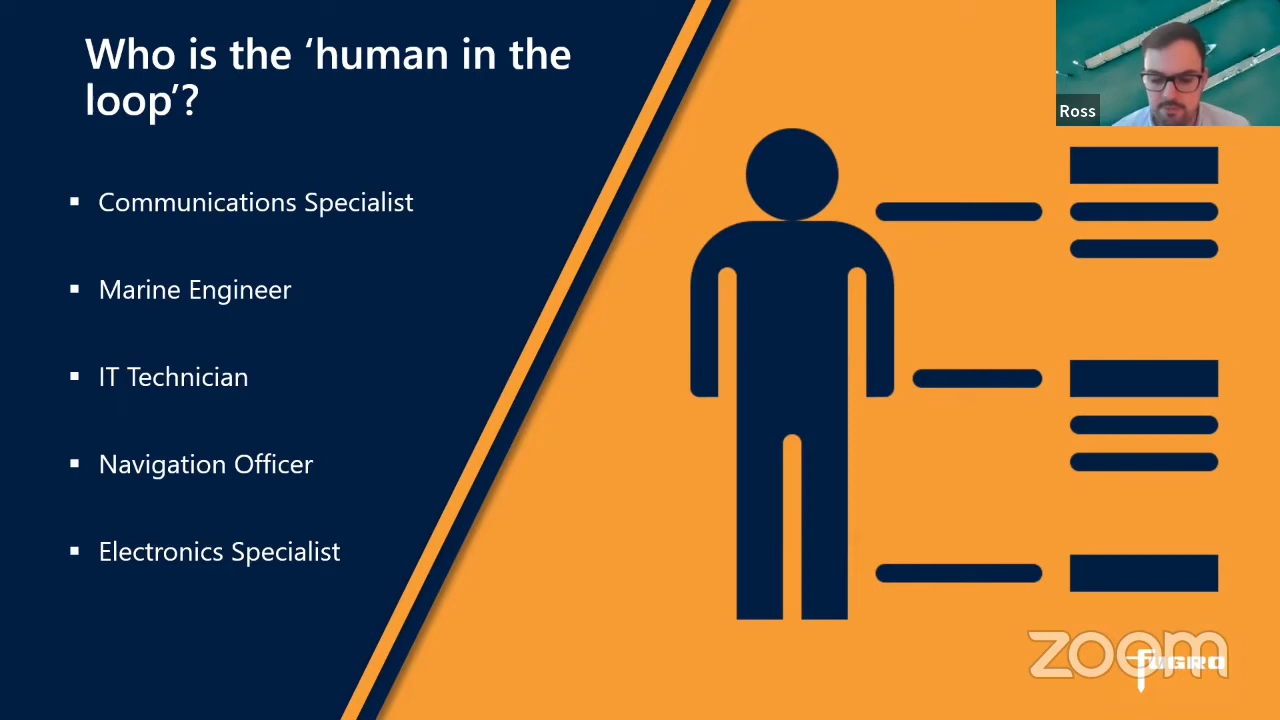 Who is the ‘human in the
loop’?
Ross
▪ Communications Specialist
▪ Marine Engineer
▪ IT Technician
▪ Navigation Officer
▪ Electronics Specialist
zoom
fugro